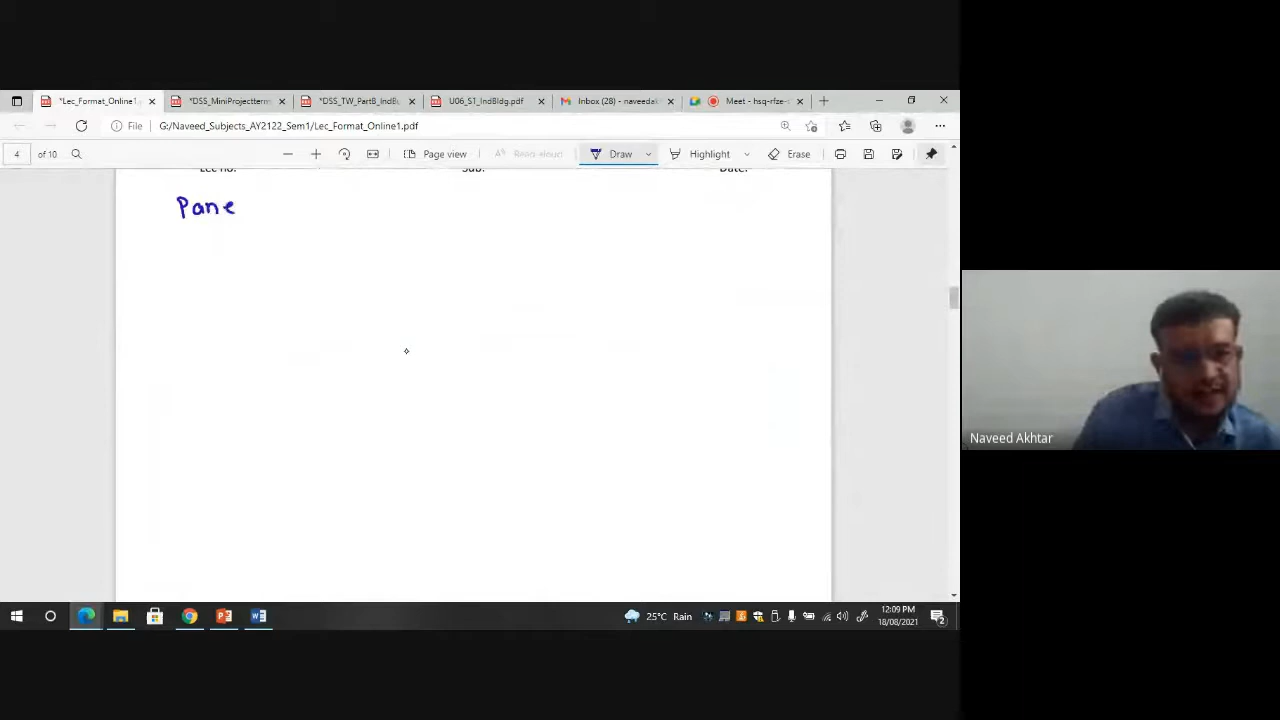 *Lec_Format_Online1.p
*DSS_MiniProjectterm
*DSS_TW_PartB_IndBu
U06_S1_IndBldg.pdf
Inbox (28) - naveedak
Meet - hsq-rfze-s
File
G:/Naveed_Subjects_AY2122_Sem1/Lec_Format_Online1.pdf
4 of 10
Page view
Read aloud
Draw
Highlight
Erase
Lec no. Sub. Date.
Pane
Naveed Akhtar
25°C Rain
12:09 PM
18/08/2021
2